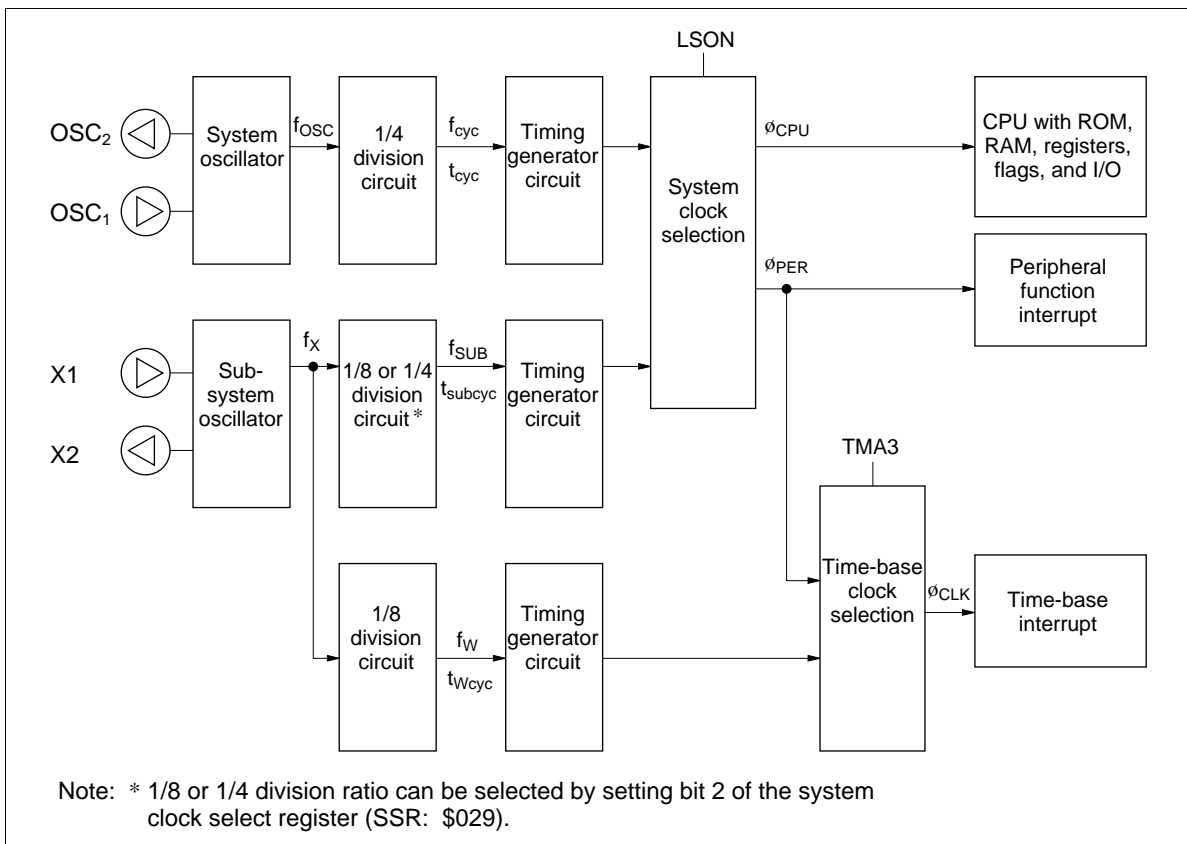 LSON
OSC2
OSC1
System
oscillator
fOSC
1/4
division
circuit
fcyc
tcyc
Timing
generator
circuit
System
clock
selection
øCPU
CPU with ROM,
RAM, registers,
flags, and I/O
øPER
Peripheral
function
interrupt
X1
X2
Sub-
system
oscillator
fX
1/8 or 1/4
division
circuit *
fSUB
tsubcyc
Timing
generator
circuit
TMA3
1/8
division
circuit
fW
tWcyc
Timing
generator
circuit
Time-base
clock
selection
øCLK
Time-base
interrupt
Note: * 1/8 or 1/4 division ratio can be selected by setting bit 2 of the system
clock select register (SSR: $029).